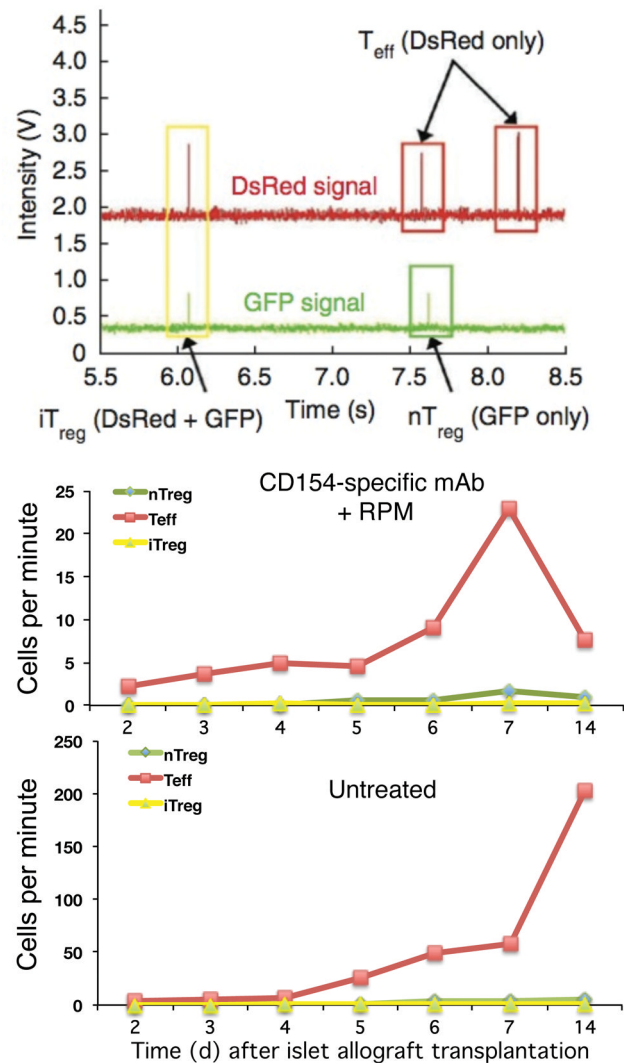 T_eff (DsRed only)
4.5
4.0
3.5
3.0
2.5
2.0
1.5
1.0
0.5
0
Intensity (V)
DsRed signal
GFP signal
5.5 6.0 6.5 7.0 7.5 8.0 8.5
Time (s)
iT_reg (DsRed + GFP)
nT_reg (GFP only)
CD154-specific mAb
+ RPM
nTreg
Teff
iTreg
25
20
15
10
5
0
Cells per minute
2 3 4 5 6 7 14
Untreated
nTreg
Teff
iTreg
250
200
150
100
50
0
Cells per minute
2 3 4 5 6 7 14
Time (d) after islet allograft transplantation